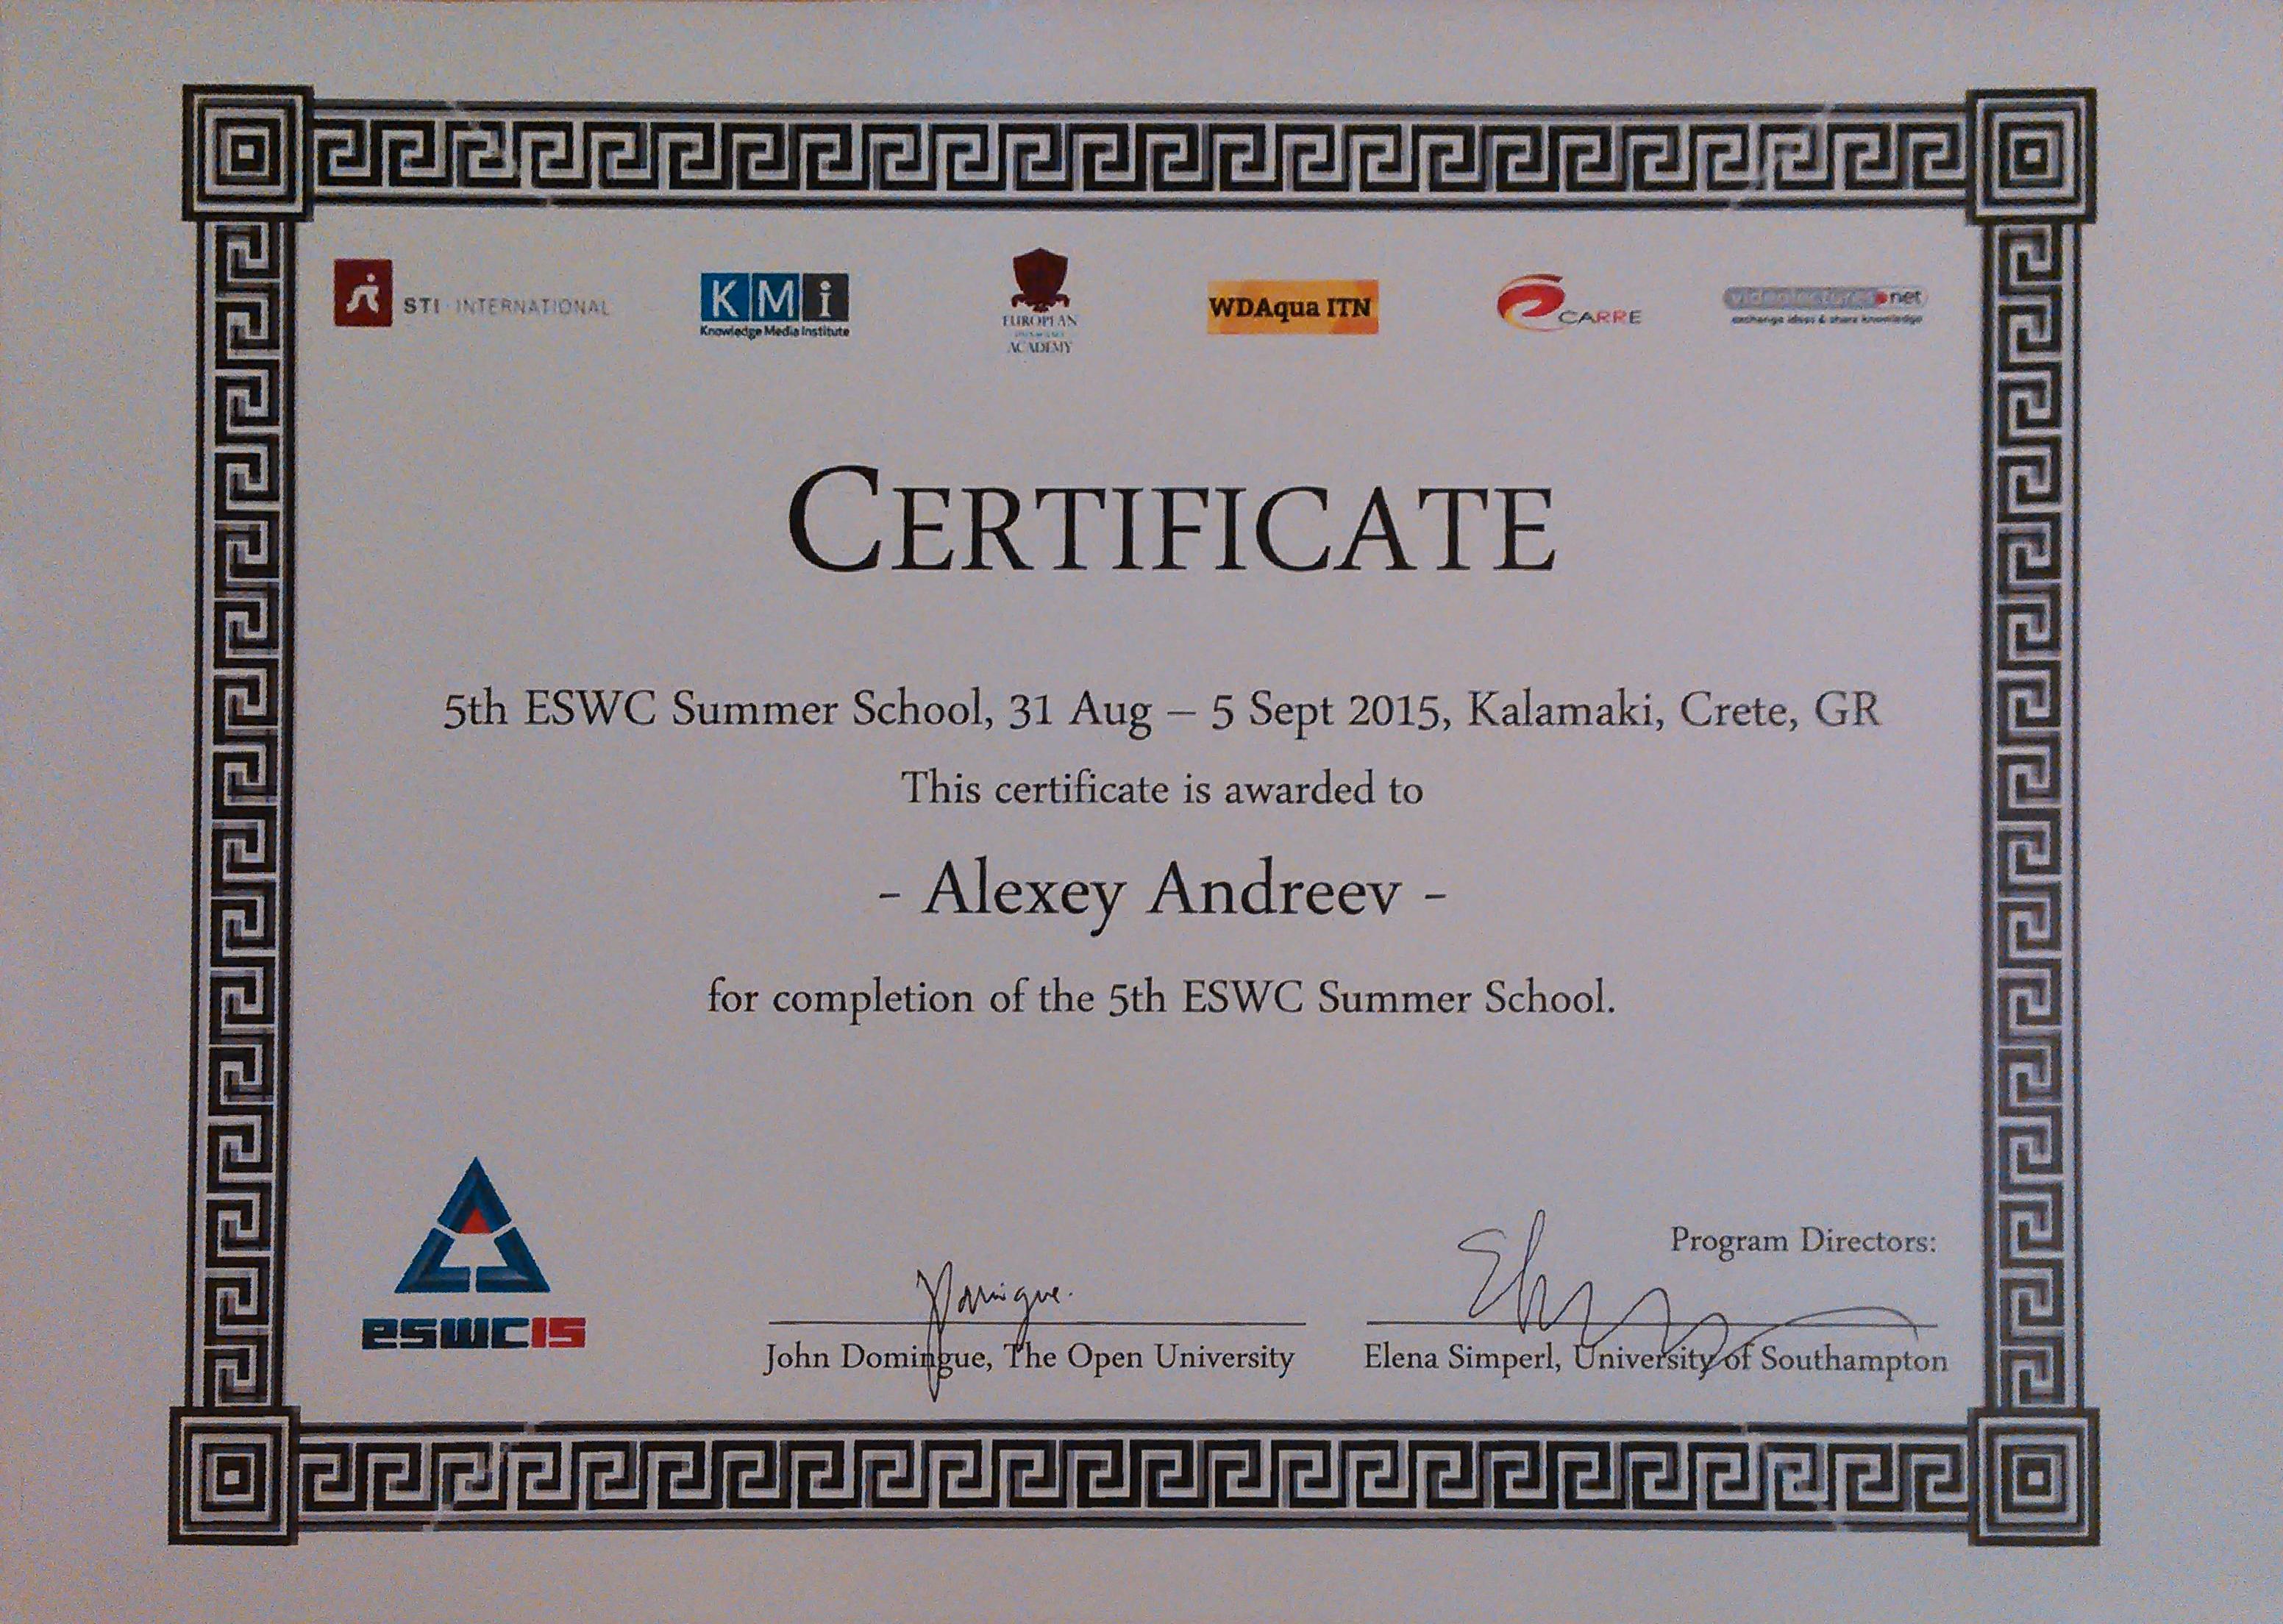 STI INTERNATIONAL
KMi
Knowledge Media Institute
EUROPEAN
ACADEMY
WDAqua ITN
CARRE
videolectures.net
exchange ideas & share knowledge
CERTIFICATE
5th ESWC Summer School, 31 Aug – 5 Sept 2015, Kalamaki, Crete, GR
This certificate is awarded to
- Alexey Andreev -
for completion of the 5th ESWC Summer School.
Program Directors:
Domingue.
John Domingue, The Open University
Elena Simperl, University of Southampton
eswc15